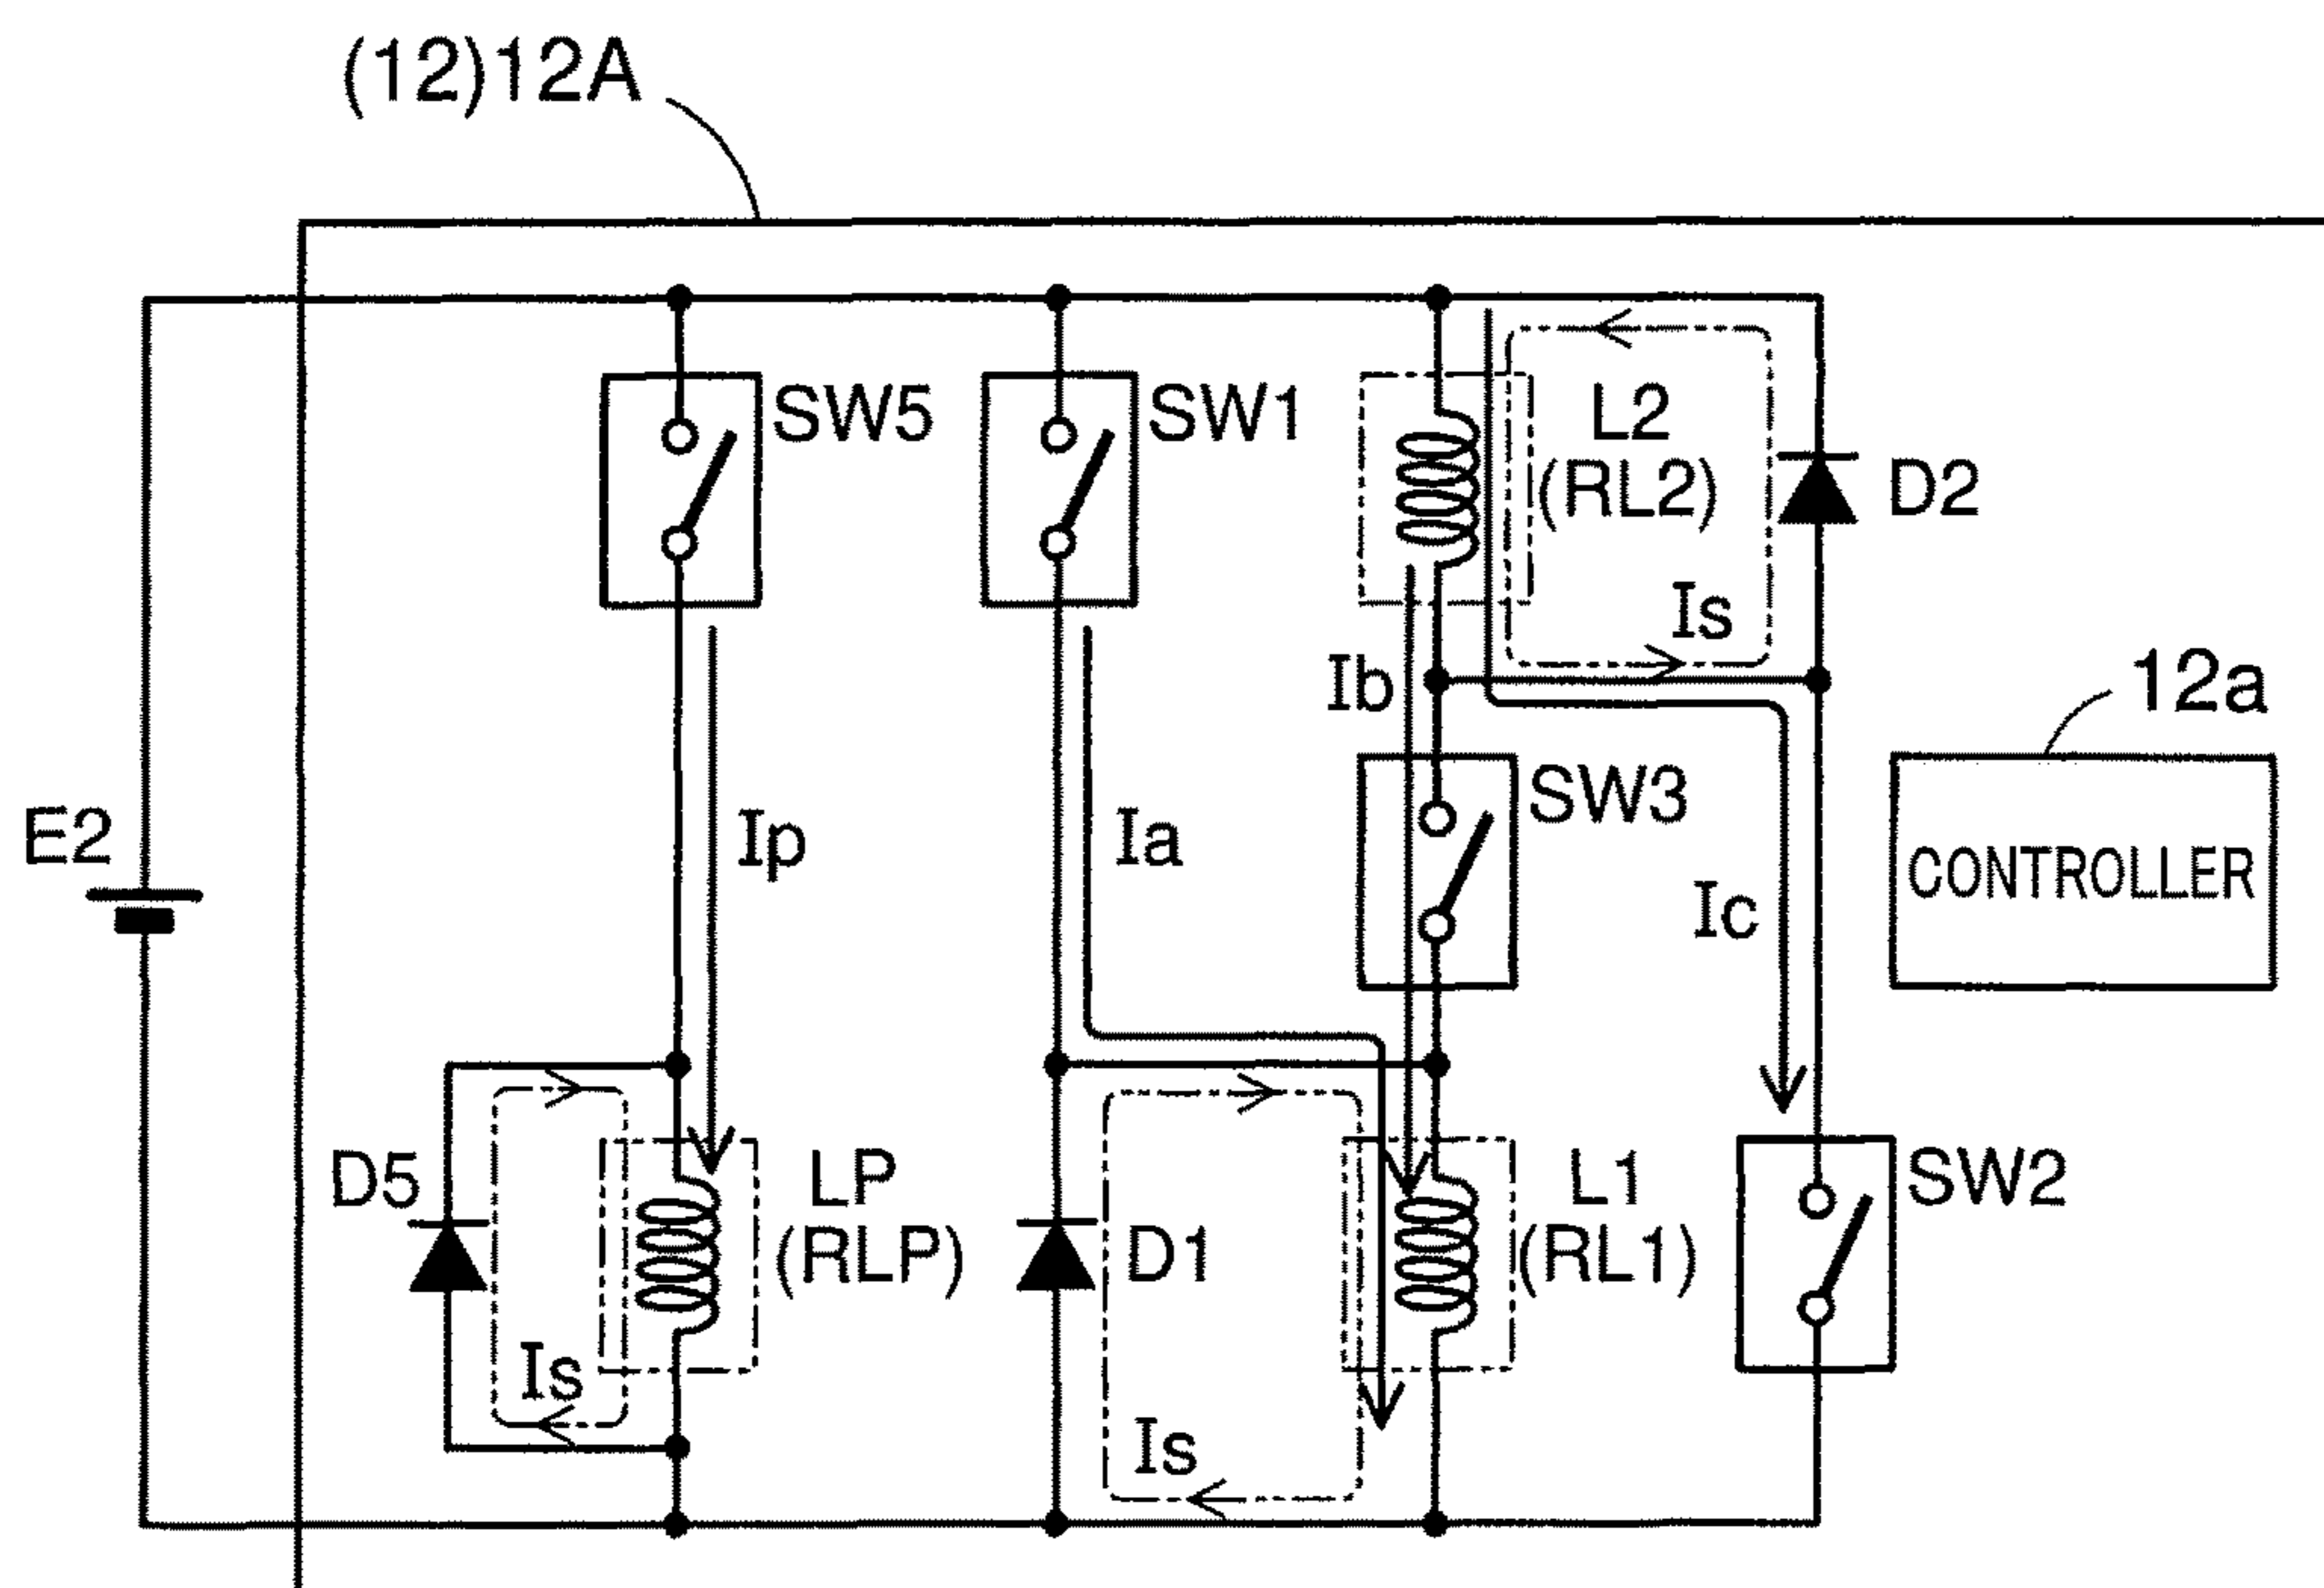 (12)12A
SW5
SW1
L2
(RL2)
D2
Is
Ib
12a
SW3
E2
Ip
Ia
Ic
CONTROLLER
D5
LP
(RLP)
D1
L1
(RL1)
SW2
Is
Is